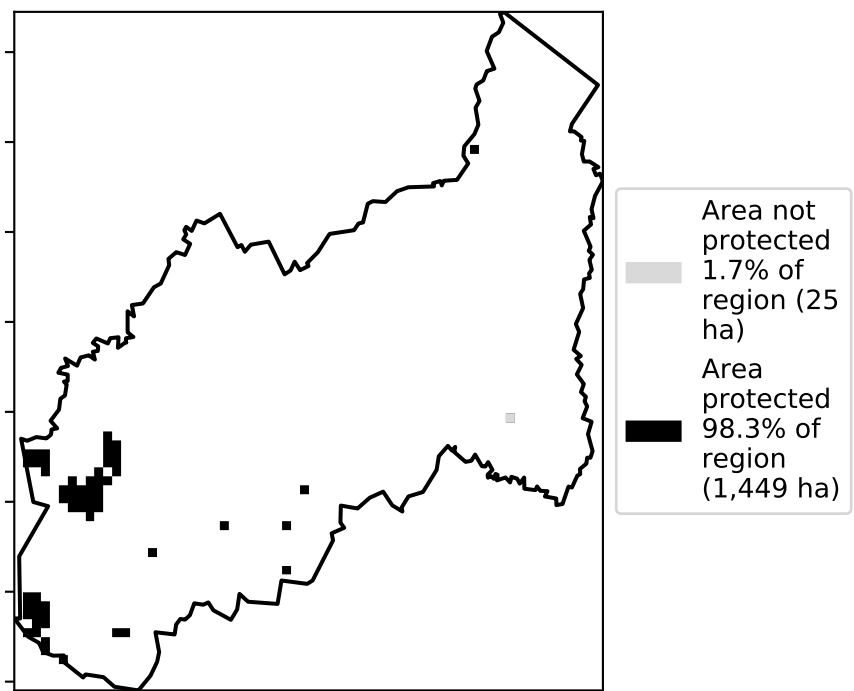 Area not
protected
1.7% of
region (25
ha)
Area
protected
98.3% of
region
(1,449 ha)